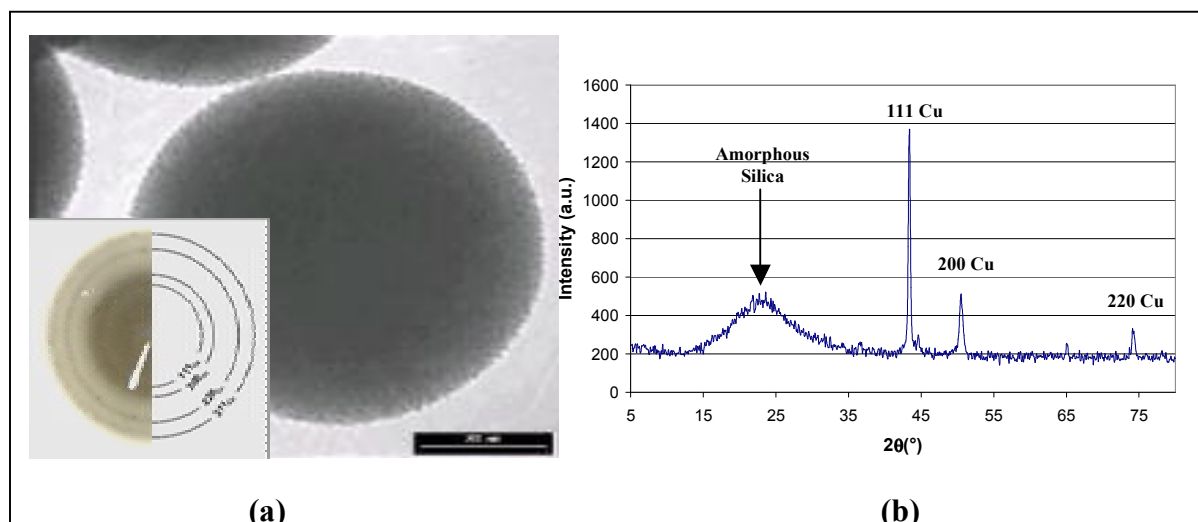 1600
1400
1200
1000
800
600
400
200
0
Intensity (a.u.)
111 Cu
Amorphous
Silica
200 Cu
220 Cu
5 15 25 35 45 55 65 75
2θ(°)
(a) (b)